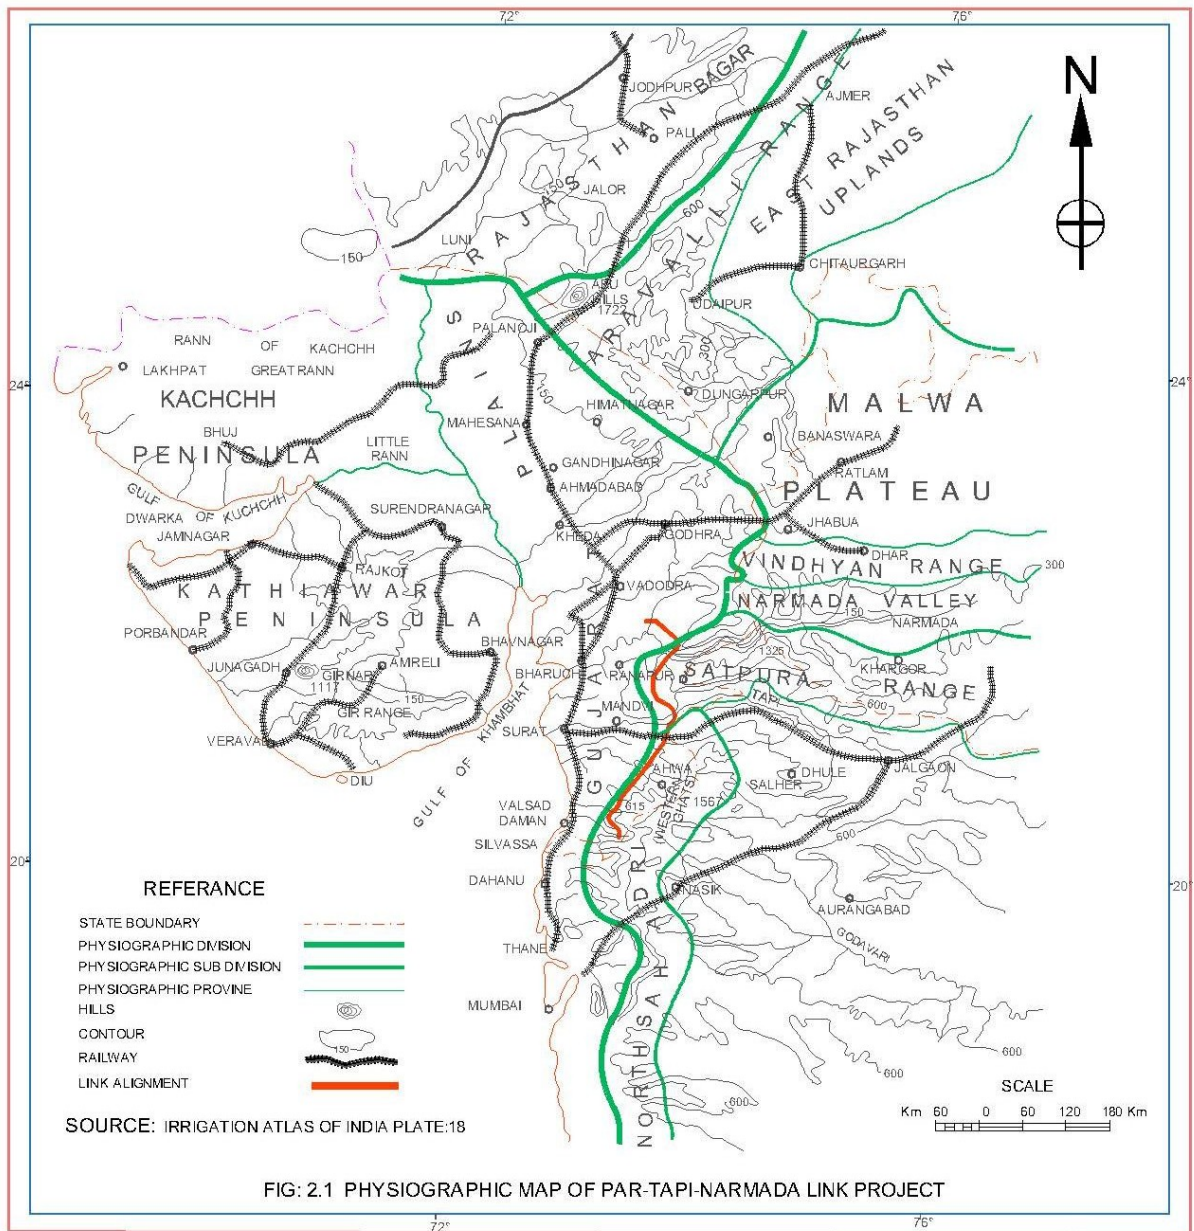 72°
76°
N
JODHPUR
RAJASTHAN BAGAR
AJMER
PALI
ARAVALLI RANGE
EAST RAJASTHAN
UPLANDS
150
JALOR
600
LUNI
150
CHITAURGARH
ABU
HILLS
1722
UDAIPUR
PALANOJI
RANN OF KACHCHH
LAKHPAT
GREAT RANN
300
24°
24°
KACHCHH
150
DUNGARPUR
HIMATNAGAR
MALWA
BHUJ
MAHESANA
BANASWARA
LITTLE
RANN
PENINSULA
GANDHINAGAR
RATLAM
GULF OF KUCHCHH
AHMADABAD
PLATEAU
SURENDRANAGAR
DWARKA
JAMNAGAR
KHEDA
GODHRA
JHABUA
DHAR
RAJKOT
VINDHYAN RANGE
300
KATHIAWAR
VADODRA
NARMADA VALLEY
150
PENINSULA
NARMADA
PORBANDAR
BHAVNAGAR
1325
JUNAGADH
AMRELI
GIRNAR
1117
BHARUCH
RANAPUR
SATPURA RANGE
KHARGOR
150
GIR RANGE
TAPI
600
MANDVI
VERAVAL
SURAT
GUJARAT PLAINS
GULF OF KHAMBHAT
DIU
AHWA
DHULE
JALGAON
SALHER
WESTERN
GHATS
1567
VALSAD
615
DAMAN
600
SILVASSA
20°
20°
DAHANU
NASIK
AURANGABAD
GODAVARI
THANE
NORTH SAHYADRI
MUMBAI
600
600
600
REFERANCE
STATE BOUNDARY
PHYSIOGRAPHIC DIVISION
PHYSIOGRAPHIC SUB DIVISION
PHYSIOGRAPHIC PROVINE
HILLS
CONTOUR
150
RAILWAY
LINK ALIGNMENT
SCALE
Km 60 0 60 120 180 Km
SOURCE: IRRIGATION ATLAS OF INDIA PLATE:18
FIG: 2.1 PHYSIOGRAPHIC MAP OF PAR-TAPI-NARMADA LINK PROJECT
72°
76°